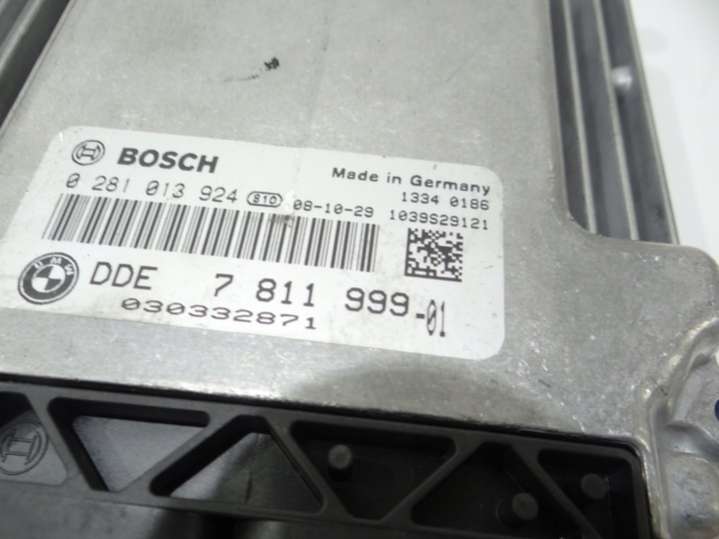 BOSCH Made in Germany
1334 0186
0 281 013 924 S10 08-10-29 1039S29121
DDE 7 811 999-01
030332871